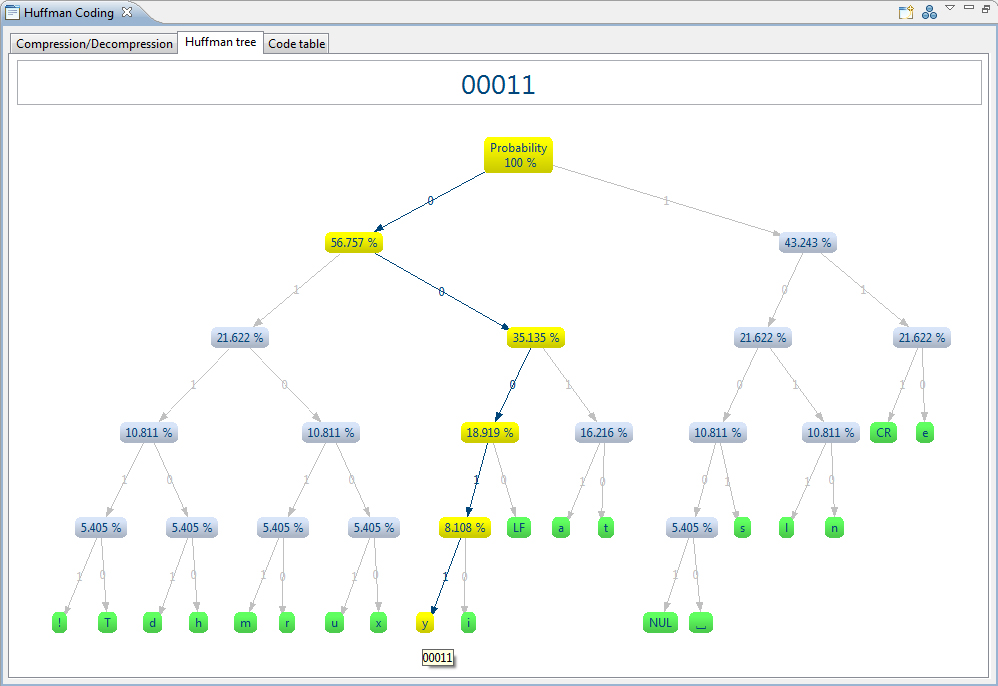 Huffman Coding
Compression/Decompression Huffman tree Code table
00011
Probability
100 %
0 1
56.757 % 43.243 %
1 0 0 1
21.622 % 35.135 % 21.622 % 21.622 %
1 0 0 1 0 1 1 0
10.811 % 10.811 % 18.919 % 16.216 % 10.811 % 10.811 % CR e
1 0 1 0 1 0 1 0 0 1 1 0
5.405 % 5.405 % 5.405 % 5.405 % 8.108 % LF a t 5.405 % s l n
1 0 1 0 1 0 1 0 1 0 1 0
! T d h m r u x y i NUL ␣
00011